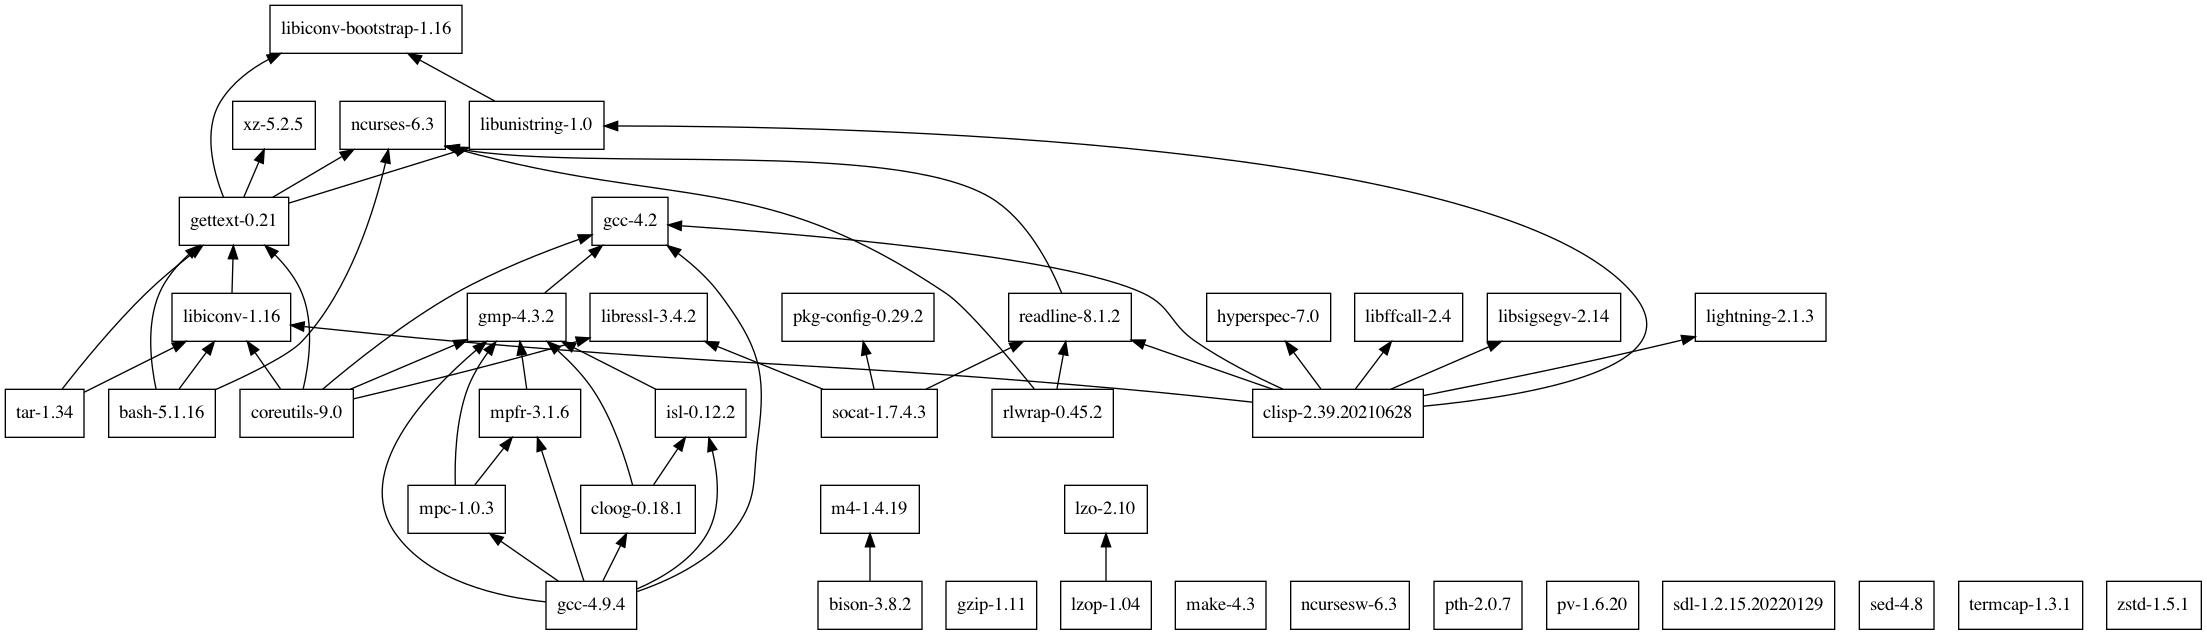 libiconv-bootstrap-1.16
xz-5.2.5
ncurses-6.3
libunistring-1.0
gettext-0.21
gcc-4.2
libiconv-1.16
gmp-4.3.2
libressl-3.4.2
pkg-config-0.29.2
readline-8.1.2
hyperspec-7.0
libffcall-2.4
libsigsegv-2.14
lightning-2.1.3
tar-1.34
bash-5.1.16
coreutils-9.0
mpfr-3.1.6
isl-0.12.2
socat-1.7.4.3
rlwrap-0.45.2
clisp-2.39.20210628
mpc-1.0.3
cloog-0.18.1
m4-1.4.19
lzo-2.10
gcc-4.9.4
bison-3.8.2
gzip-1.11
lzop-1.04
make-4.3
ncursesw-6.3
pth-2.0.7
pv-1.6.20
sdl-1.2.15.20220129
sed-4.8
termcap-1.3.1
zstd-1.5.1